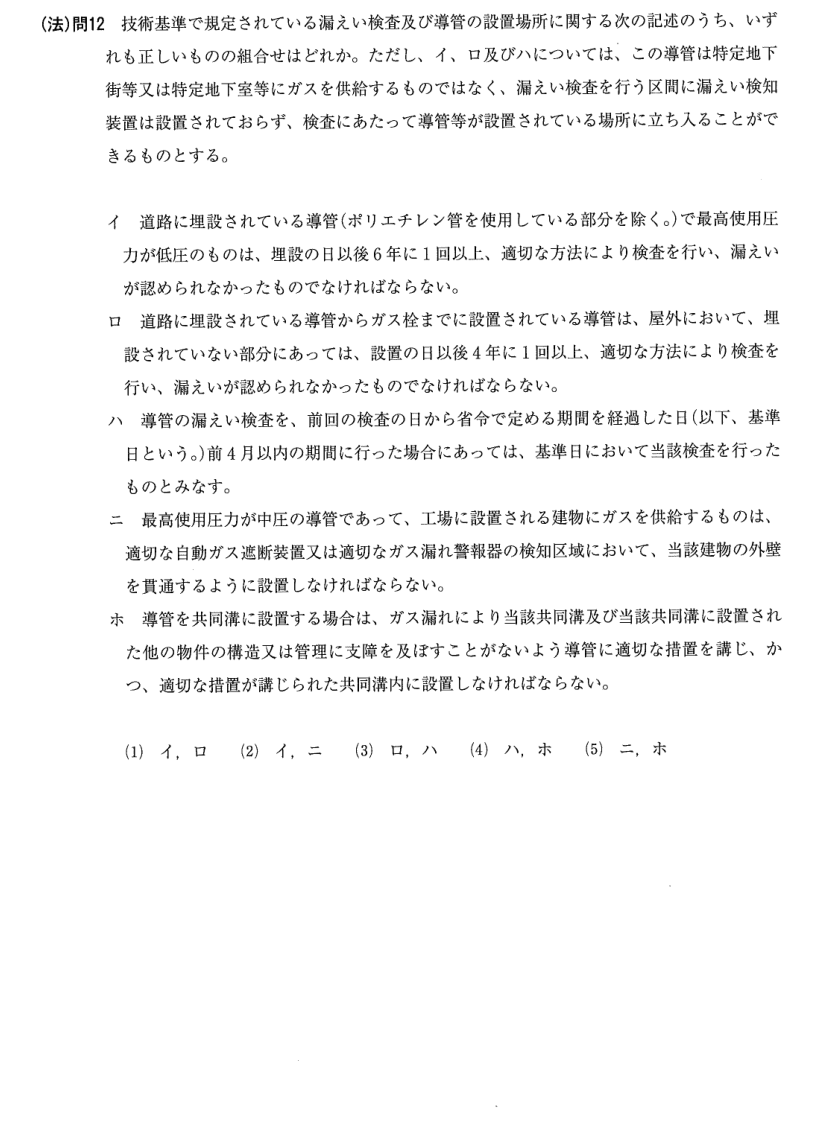 (法)問12　技術基準で規定されている漏えい検査及び導管の設置場所に関する次の記述のうち、いず
れも正しいものの組合せはどれか。ただし、イ、ロ及びハについては、この導管は特定地下
街等又は特定地下室等にガスを供給するものではなく、漏えい検査を行う区間に漏えい検知
装置は設置されておらず、検査にあたって導管等が設置されている場所に立ち入ることがで
きるものとする。
イ　道路に埋設されている導管(ポリエチレン管を使用している部分を除く。)で最高使用圧
力が低圧のものは、埋設の日以後6年に1回以上、適切な方法により検査を行い、漏えい
が認められなかったものでなければならない。
ロ　道路に埋設されている導管からガス栓までに設置されている導管は、屋外において、埋
設されていない部分にあっては、設置の日以後4年に1回以上、適切な方法により検査を
行い、漏えいが認められなかったものでなければならない。
ハ　導管の漏えい検査を、前回の検査の日から省令で定める期間を経過した日(以下、基準
日という。)前4月以内の期間に行った場合にあっては、基準日において当該検査を行った
ものとみなす。
ニ　最高使用圧力が中圧の導管であって、工場に設置される建物にガスを供給するものは、
適切な自動ガス遮断装置又は適切なガス漏れ警報器の検知区域において、当該建物の外壁
を貫通するように設置しなければならない。
ホ　導管を共同溝に設置する場合は、ガス漏れにより当該共同溝及び当該共同溝に設置され
た他の物件の構造又は管理に支障を及ぼすことがないよう導管に適切な措置を講じ、か
つ、適切な措置が講じられた共同溝内に設置しなければならない。
(1)　イ，ロ　(2)　イ，ニ　(3)　ロ，ハ　(4)　ハ，ホ　(5)　ニ，ホ